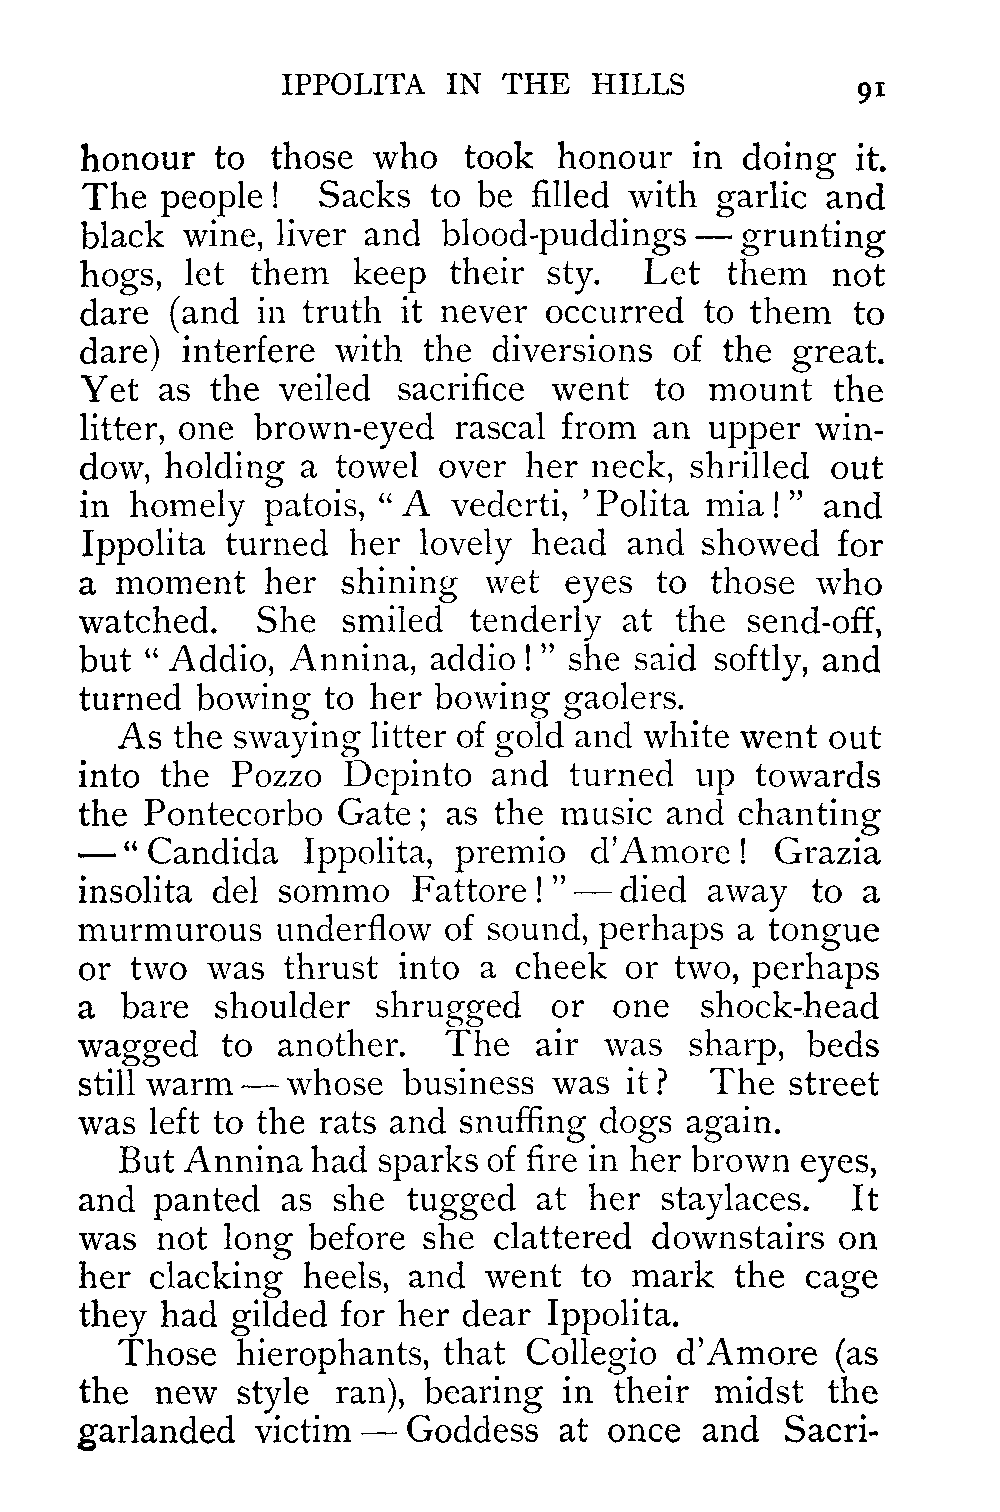 IPPOLITA IN THE HILLS 91
honour to those who took honour in doing it.
The people! Sacks to be filled with garlic and
black wine, liver and blood-puddings — grunting
hogs, let them keep their sty. Let them not
dare (and in truth it never occurred to them to
dare) interfere with the diversions of the great.
Yet as the veiled sacrifice went to mount the
litter, one brown-eyed rascal from an upper win-
dow, holding a towel over her neck, shrilled out
in homely patois, “A vederti, ’Polita mia!” and
Ippolita turned her lovely head and showed for
a moment her shining wet eyes to those who
watched. She smiled tenderly at the send-off,
but “Addio, Annina, addio!” she said softly, and
turned bowing to her bowing gaolers.
As the swaying litter of gold and white went out
into the Pozzo Depinto and turned up towards
the Pontecorbo Gate; as the music and chanting
—“Candida Ippolita, premio d’Amore! Grazia
insolita del sommo Fattore!”—died away to a
murmurous underflow of sound, perhaps a tongue
or two was thrust into a cheek or two, perhaps
a bare shoulder shrugged or one shock-head
wagged to another. The air was sharp, beds
still warm — whose business was it? The street
was left to the rats and snuffing dogs again.
But Annina had sparks of fire in her brown eyes,
and panted as she tugged at her staylaces. It
was not long before she clattered downstairs on
her clacking heels, and went to mark the cage
they had gilded for her dear Ippolita.
Those hierophants, that Collegio d’Amore (as
the new style ran), bearing in their midst the
garlanded victim — Goddess at once and Sacri-